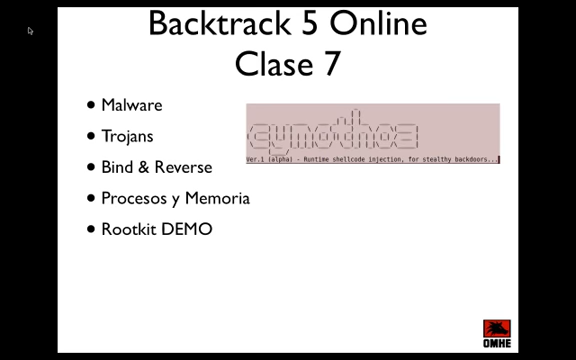 Backtrack 5 Online
Clase 7
• Malware
• Trojans
• Bind & Reverse
• Procesos y Memoria
• Rootkit DEMO
cymothoa
Ver.1 (alpha) - Runtime shellcode injection, for stealthy backdoors...
OMHE